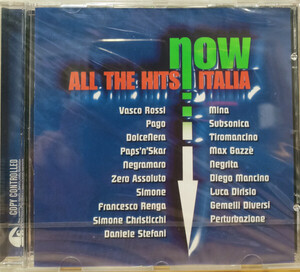 now
ALL THE HITS ITALIA
Vasco Rossi
Pago
DolceNera
Paps'n'Skar
Negramaro
Zero Assoluto
Simone
Francesco Renga
Simone Christicchi
Daniele Stefani
Mina
Subsonica
Tiromancino
Max Gazzè
Negrita
Diego Mancino
Luca Dirisio
Gemelli Diversi
Perturbazione
COPY CONTROLLED